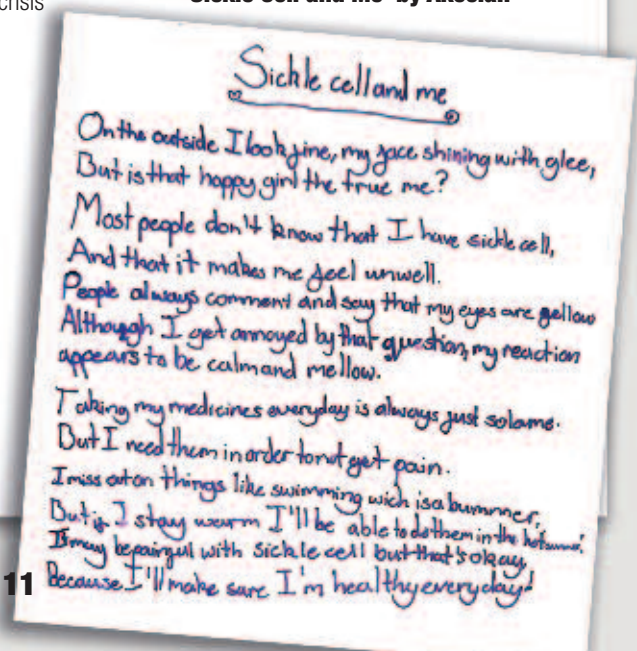 crisis
Sickle cell and me
On the outside I look fine, my face shining with glee,
But is that happy girl the true me?
Most people don't know that I have sickle cell,
And that it makes me feel unwell.
People always comment and say that my eyes are yellow
Although I get annoyed by that question, my reaction
appears to be calm and mellow.
Taking my medicines everyday is always just solame.
But I need them in order to not get pain.
I miss out on things like swimming wich is a bummer,
But if I stay warm I'll be able to do them in the hot summer.
It may be painful with sickle cell but that's okay,
Because I'll make sure I'm healthy everyday!
11